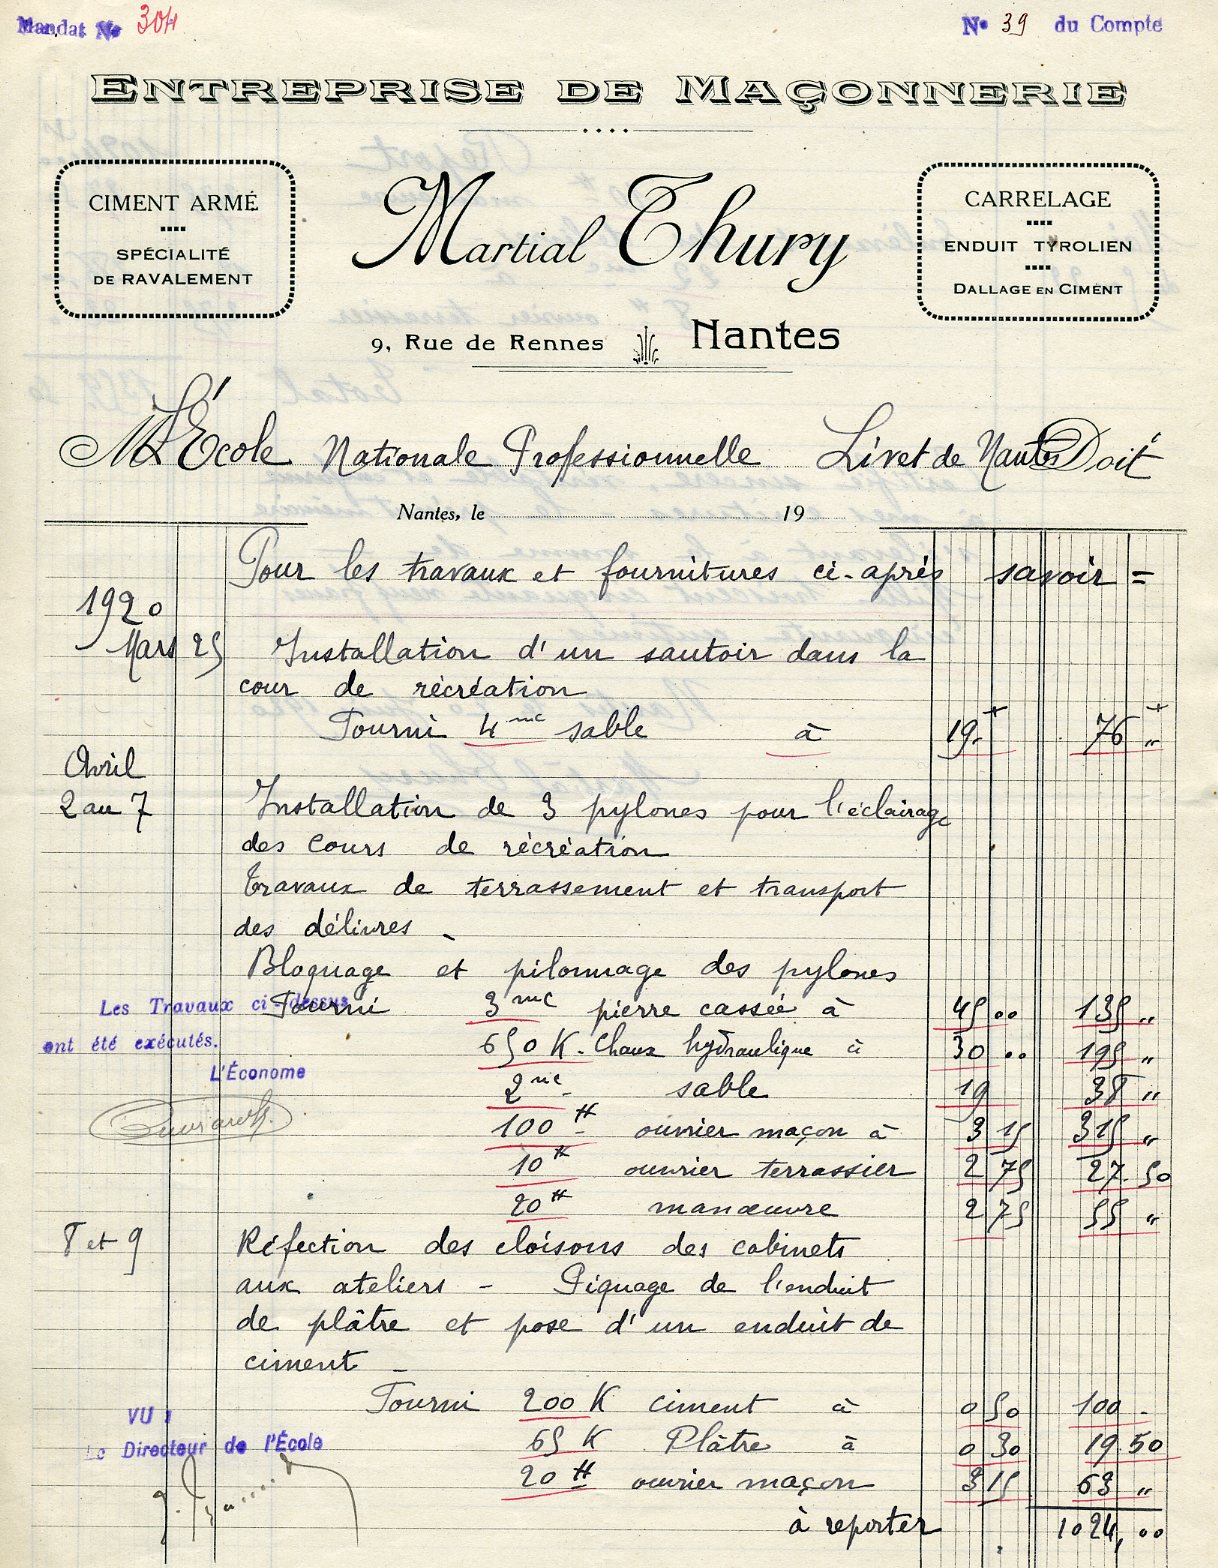 Mandat No 304
No 39 du Compte
ENTREPRISE DE MAÇONNERIE
CIMENT ARMÉ
SPÉCIALITÉ
DE RAVALEMENT
Martial Thury
CARRELAGE
ENDUIT TYROLIEN
DALLAGE EN CIMENT
9, Rue de Rennes Nantes
M L'École Nationale Professionnelle Livet de Nantes Doit
Nantes, le 19
Pour les travaux et fournitures ci-après savoir =
1920
Mars 25 Installation d'un sautoir dans la
cour de récréation
Fourni 4 mc sable à 19 76 "
Avril
2 au 7 Installation de 3 pylones pour l'éclairage
des cours de récréation
Travaux de terrassement et transport
des délivres -
Bloquage et pilonnage des pylones
Les Travaux ci-dessus
ont été exécutés.
L'Économe
Fourni 3 mc pierre cassée à 45 00 135 "
650 K. Chaux hydraulique à 30 00 195 "
2 mc - sable 19 38 "
100 H - ouvrier maçon à 3 15 315 "
10 H ouvrier terrassier 2 75 27.50
20 H manœuvre 2 75 55 "
8 et 9 Réfection des cloisons des cabinets
aux ateliers - Piquage de l'enduit
de plâtre et pose d'un enduit de
ciment -
Fourni 200 K ciment à 0 50 100 -
65 K Plâtre à 0 30 19 50
20 H ouvrier maçon 3 15 63 "
VU :
Le Directeur de l'École
à reporter 1024,00